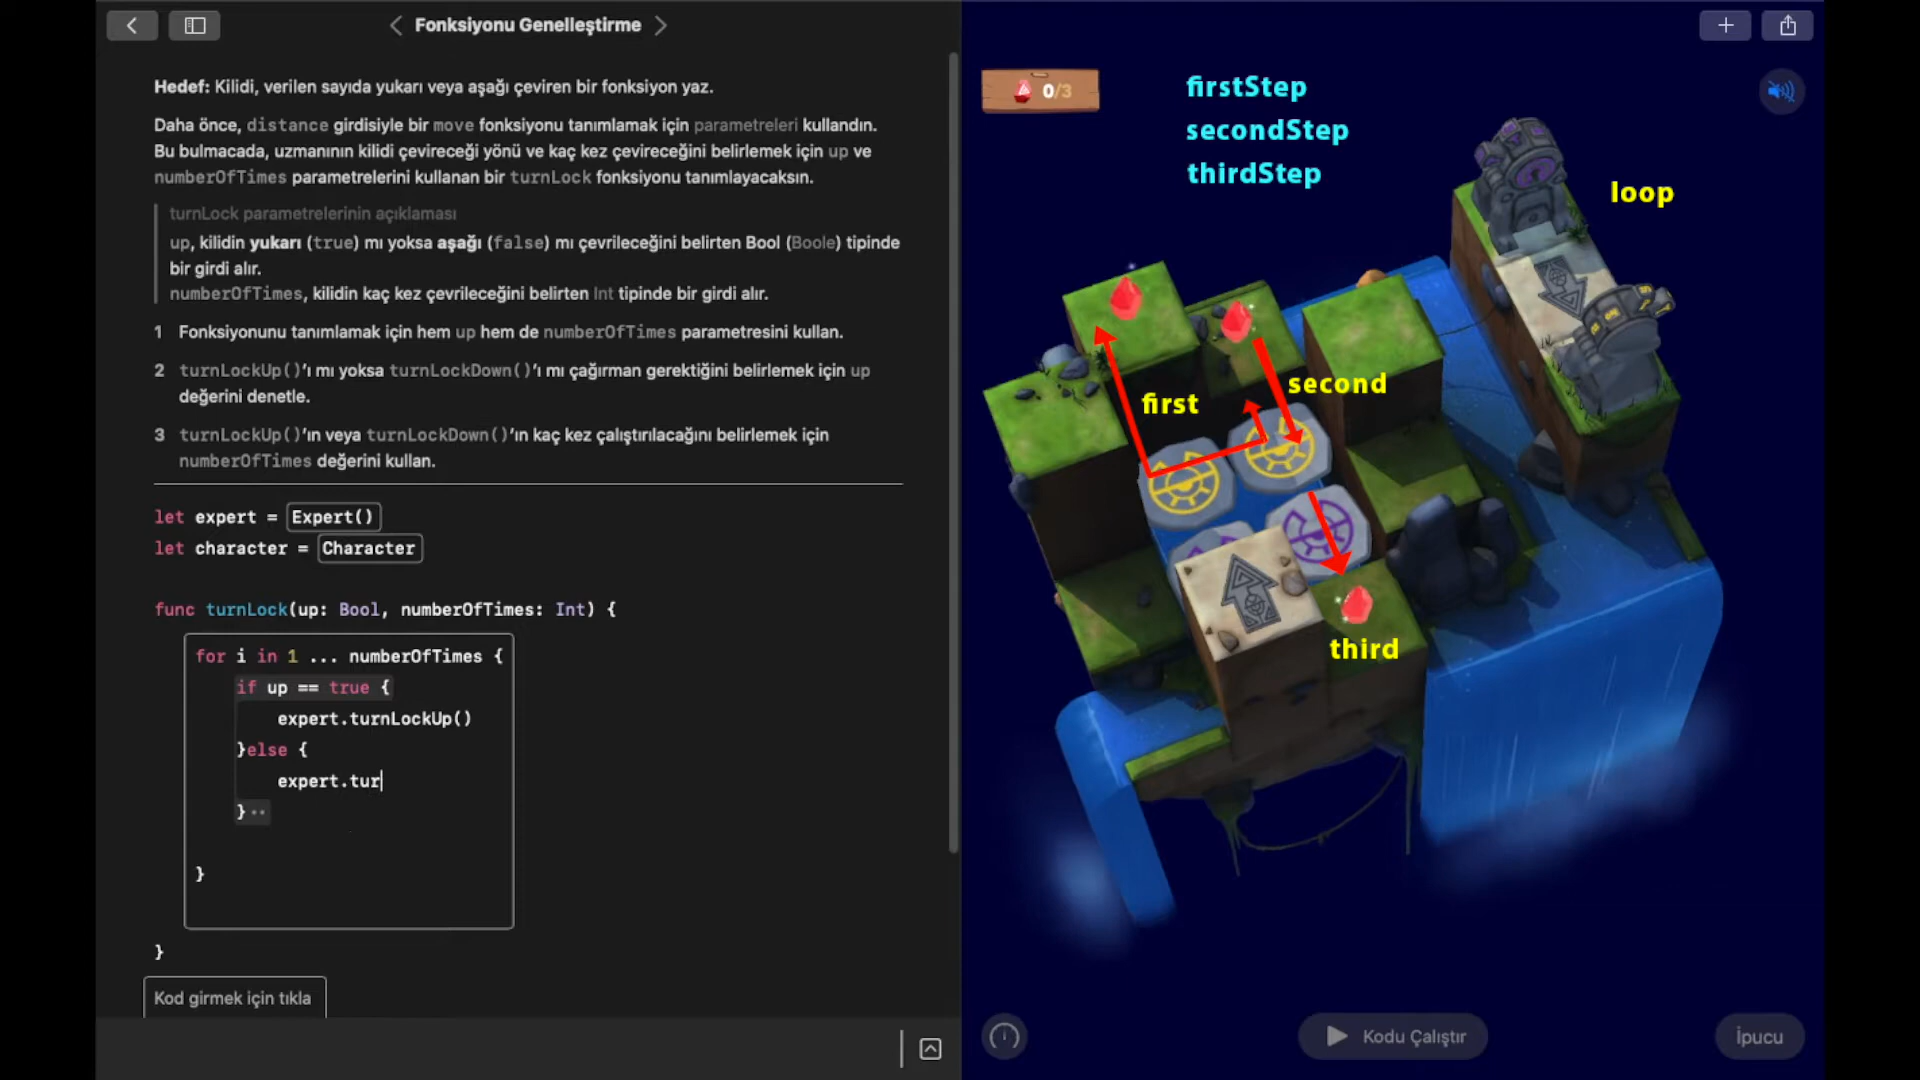 Fonksiyonu Genelleştirme
Hedef: Kilidi, verilen sayıda yukarı veya aşağı çeviren bir fonksiyon yaz.
Daha önce, distance girdisiyle bir move fonksiyonu tanımlamak için parametreleri kullandın.
Bu bulmacada, uzmanının kilidi çevireceği yönü ve kaç kez çevireceğini belirlemek için up ve
numberOfTimes parametrelerini kullanan bir turnLock fonksiyonu tanımlayacaksın.
turnLock parametrelerinin açıklaması
up, kilidin yukarı (true) mı yoksa aşağı (false) mı çevrileceğini belirten Bool (Boole) tipinde
bir girdi alır.
numberOfTimes, kilidin kaç kez çevrileceğini belirten Int tipinde bir girdi alır.
1 Fonksiyonunu tanımlamak için hem up hem de numberOfTimes parametresini kullan.
2 turnLockUp()’ı mı yoksa turnLockDown()’ı mı çağırman gerektiğini belirlemek için up
değerini denetle.
3 turnLockUp()’ın veya turnLockDown()’ın kaç kez çalıştırılacağını belirlemek için
numberOfTimes değerini kullan.
let expert = Expert()
let character = Character
func turnLock(up: Bool, numberOfTimes: Int) {
for i in 1 ... numberOfTimes {
if up == true {
expert.turnLockUp()
}else {
expert.tur
}
}
}
Kod girmek için tıkla
0/3
firstStep
secondStep
thirdStep
loop
first
second
third
Kodu Çalıştır
İpucu